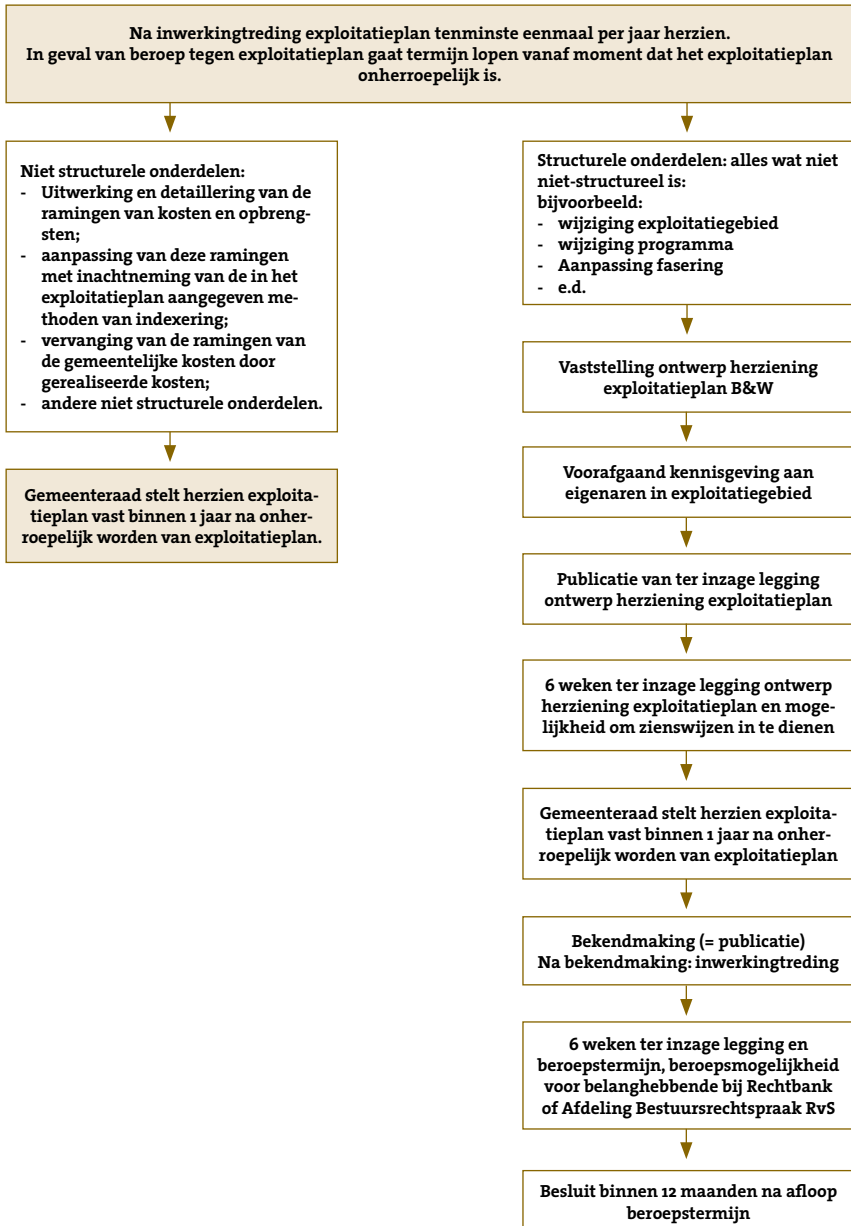 Na inwerkingtreding exploitatieplan tenminste eenmaal per jaar herzien.
In geval van beroep tegen exploitatieplan gaat termijn lopen vanaf moment dat het exploitatieplan
onherroepelijk is.
Niet structurele onderdelen:
- Uitwerking en detaillering van de
ramingen van kosten en opbreng-
sten;
- aanpassing van deze ramingen
met inachtneming van de in het
exploitatieplan aangegeven me-
thoden van indexering;
- vervanging van de ramingen van
de gemeentelijke kosten door
gerealiseerde kosten;
- andere niet structurele onderdelen.
Gemeenteraad stelt herzien exploita-
tieplan vast binnen 1 jaar na onher-
roepelijk worden van exploitatieplan.
Structurele onderdelen: alles wat niet
niet-structureel is:
bijvoorbeeld:
- wijziging exploitatiegebied
- wijziging programma
- Aanpassing fasering
- e.d.
Vaststelling ontwerp herziening
exploitatieplan B&W
Voorafgaand kennisgeving aan
eigenaren in exploitatiegebied
Publicatie van ter inzage legging
ontwerp herziening exploitatieplan
6 weken ter inzage legging ontwerp
herziening exploitatieplan en moge-
lijkheid om zienswijzen in te dienen
Gemeenteraad stelt herzien exploita-
tieplan vast binnen 1 jaar na onher-
roepelijk worden van exploitatieplan
Bekendmaking (= publicatie)
Na bekendmaking: inwerkingtreding
6 weken ter inzage legging en
beroepstermijn, beroepsmogelijkheid
voor belanghebbende bij Rechtbank
of Afdeling Bestuursrechtspraak RvS
Besluit binnen 12 maanden na afloop
beroepstermijn